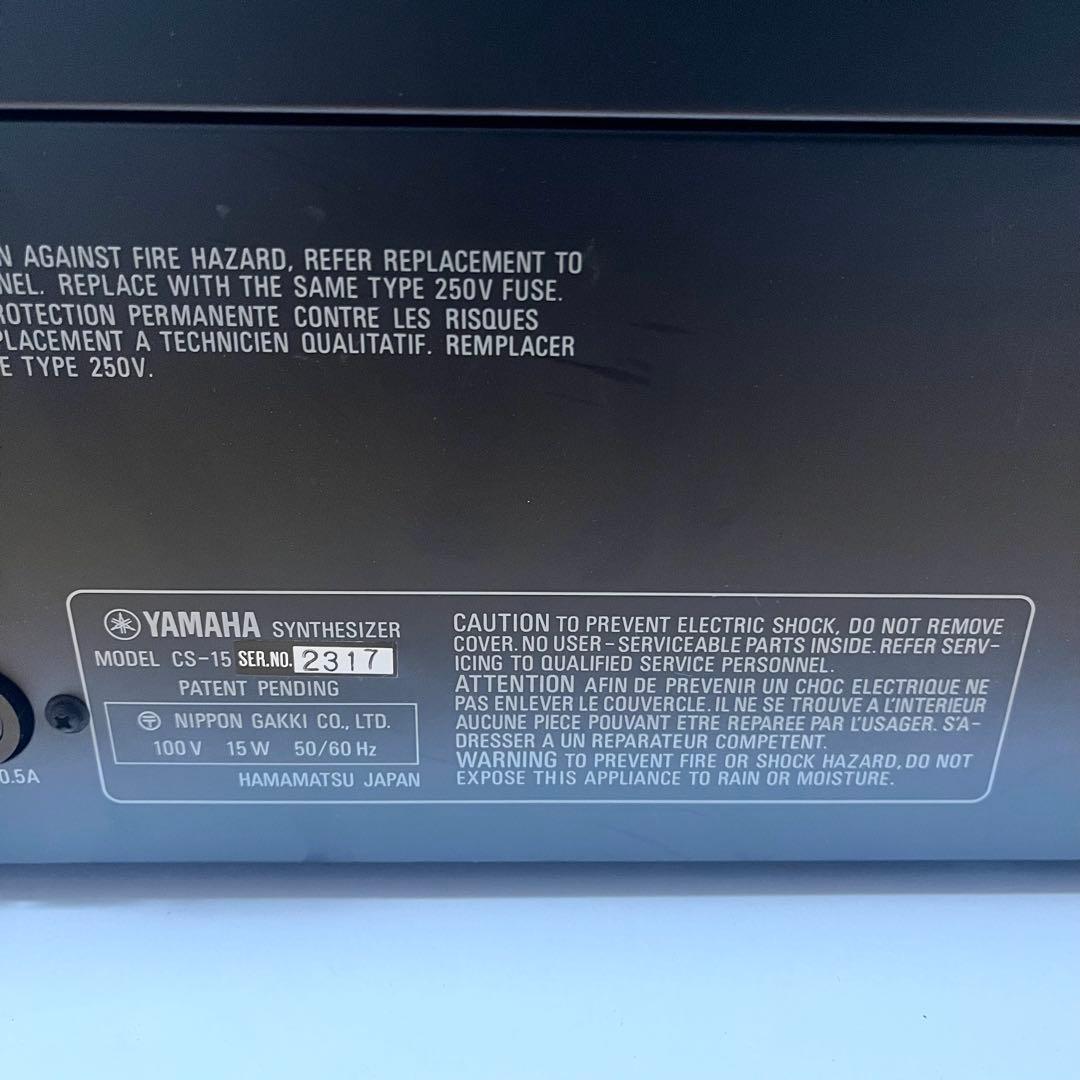 N AGAINST FIRE HAZARD, REFER REPLACEMENT TO
NEL. REPLACE WITH THE SAME TYPE 250V FUSE.
ROTECTION PERMANENTE CONTRE LES RISQUES
PLACEMENT A TECHNICIEN QUALITATIF. REMPLACER
E TYPE 250V.
YAMAHA SYNTHESIZER
MODEL CS-15 SER.NO. 2317
PATENT PENDING
NIPPON GAKKI CO., LTD.
100V 15W 50/60Hz
HAMAMATSU JAPAN
0.5A
CAUTION TO PREVENT ELECTRIC SHOCK, DO NOT REMOVE
COVER. NO USER-SERVICEABLE PARTS INSIDE. REFER SERV-
ICING TO QUALIFIED SERVICE PERSONNEL.
ATTENTION AFIN DE PREVENIR UN CHOC ELECTRIQUE NE
PAS ENLEVER LE COUVERCLE. IL NE SE TROUVE A L'INTERIEUR
AUCUNE PIECE POUVANT ETRE REPAREE PAR L'USAGER. S'A-
DRESSER A UN REPARATEUR COMPETENT.
WARNING TO PREVENT FIRE OR SHOCK HAZARD, DO NOT
EXPOSE THIS APPLIANCE TO RAIN OR MOISTURE.